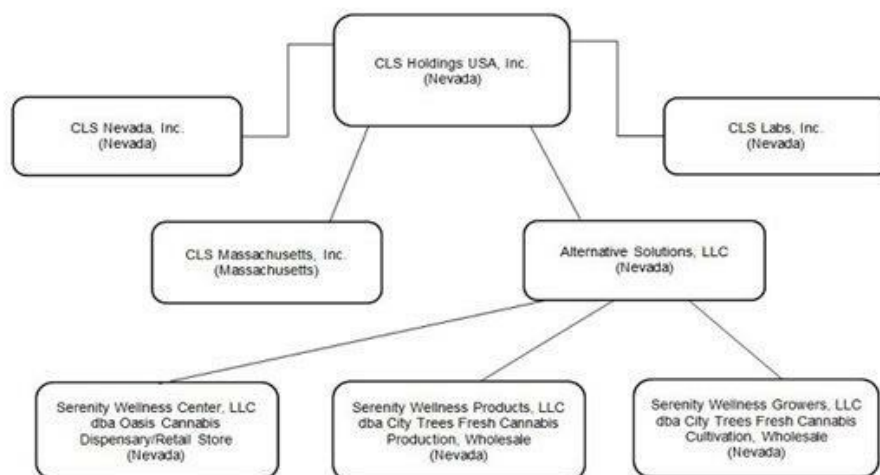 CLS Holdings USA, Inc.
(Nevada)
CLS Nevada, Inc.
(Nevada)
CLS Labs, Inc.
(Nevada)
CLS Massachusetts, Inc.
(Massachusetts)
Alternative Solutions, LLC
(Nevada)
Serenity Wellness Center, LLC
dba Oasis Cannabis
Dispensary/Retail Store
(Nevada)
Serenity Wellness Products, LLC
dba City Trees Fresh Cannabis
Production, Wholesale
(Nevada)
Serenity Wellness Growers, LLC
dba City Trees Fresh Cannabis
Cultivation, Wholesale
(Nevada)